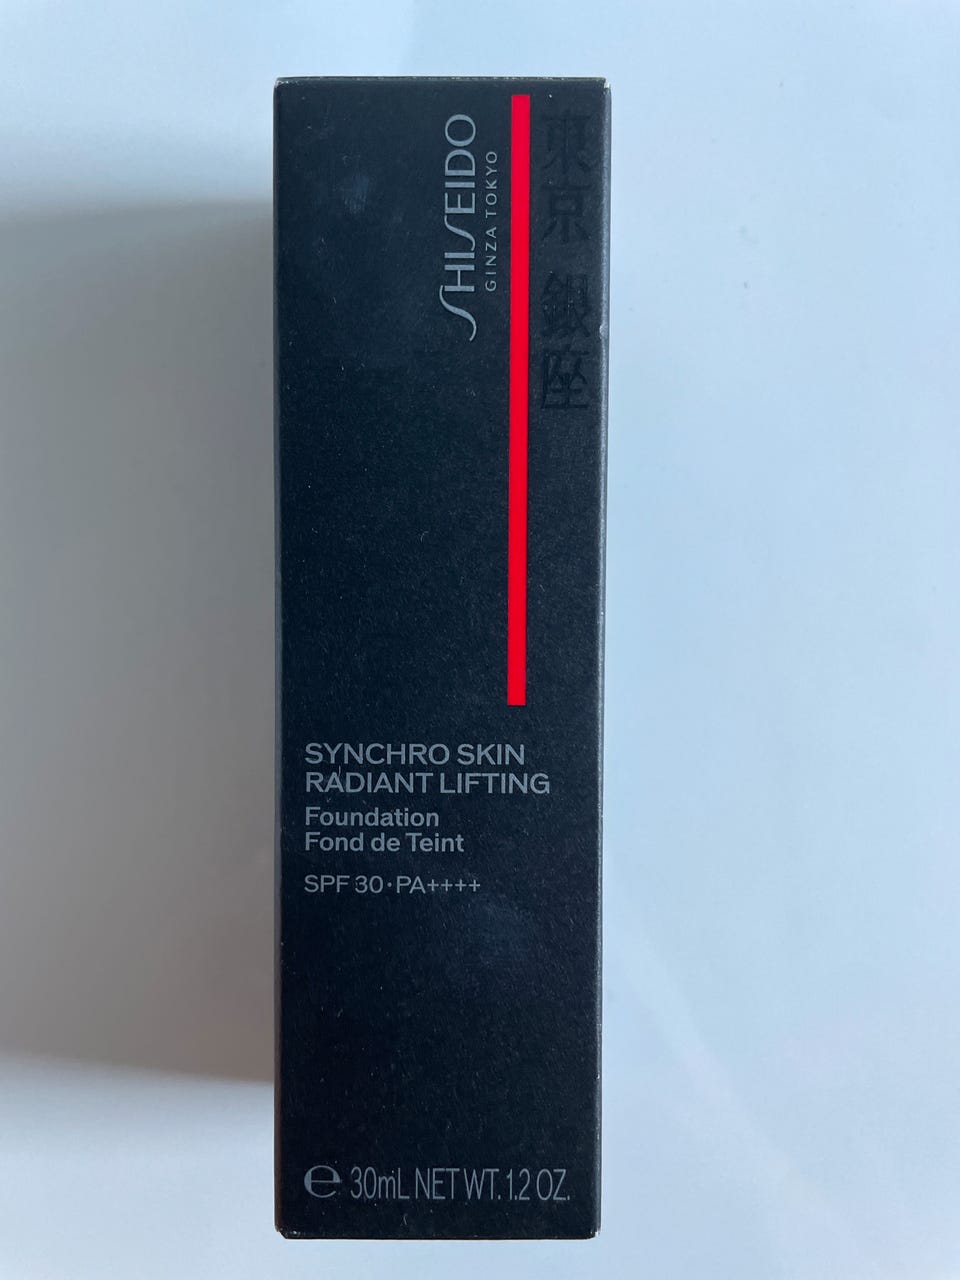 SHISEIDO
GINZA TOKYO
東京 銀座
SYNCHRO SKIN
RADIANT LIFTING
Foundation
Fond de Teint
SPF 30·PA++++
℮ 30mL NET WT. 1.2 OZ.